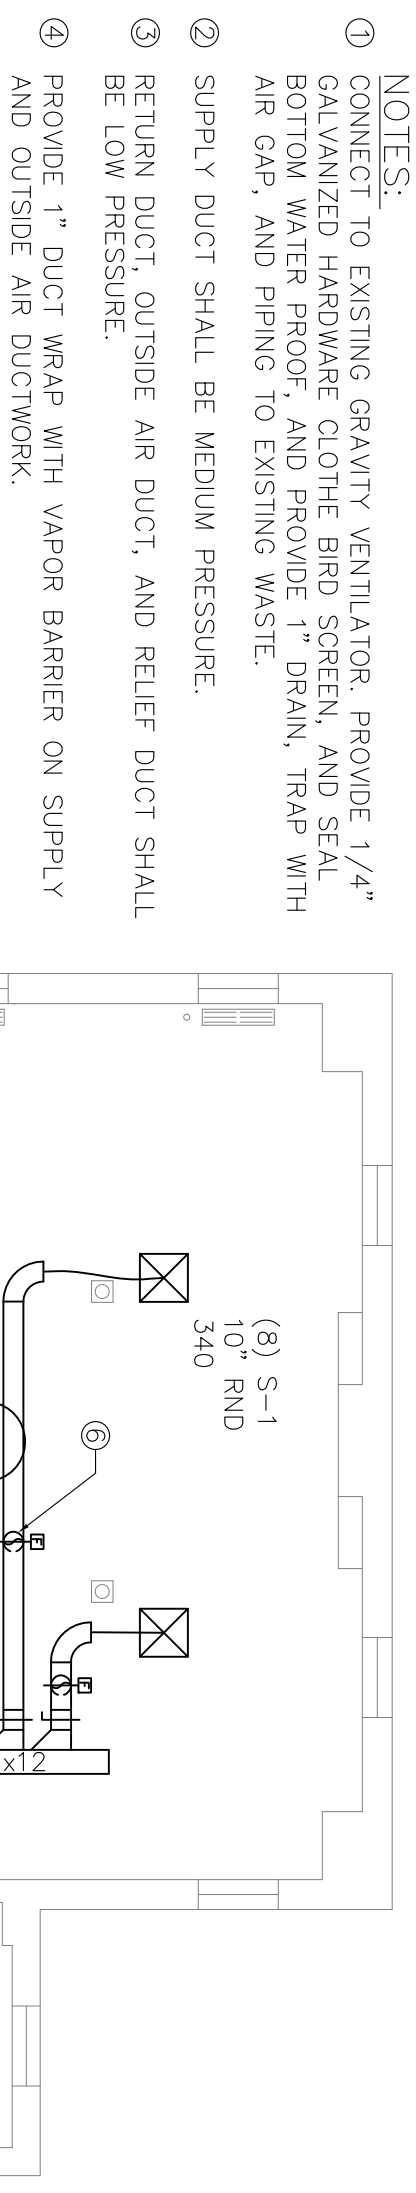 NOTES:
① CONNECT TO EXISTING GRAVITY VENTILATOR. PROVIDE 1/4"
GALVANIZED HARDWARE CLOTHE BIRD SCREEN, AND SEAL
BOTTOM WATER PROOF, AND PROVIDE 1" DRAIN, TRAP WITH
AIR GAP, AND PIPING TO EXISTING WASTE.
② SUPPLY DUCT SHALL BE MEDIUM PRESSURE.
③ RETURN DUCT, OUTSIDE AIR DUCT, AND RELIEF DUCT SHALL
BE LOW PRESSURE.
④ PROVIDE 1" DUCT WRAP WITH VAPOR BARRIER ON SUPPLY
AND OUTSIDE AIR DUCTWORK.
(8) S-1
10" RND
340
⑥
F
F
x12